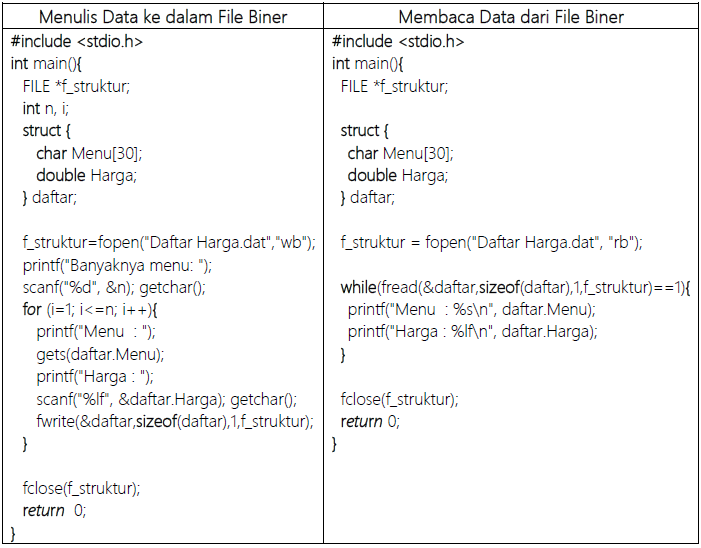 Menulis Data ke dalam File Biner
#include <stdio.h>
int main(){
FILE *f_struktur;
int n, i;
struct {
char Menu[30];
double Harga;
} daftar;
f_struktur=fopen("Daftar Harga.dat","wb");
printf("Banyaknya menu: ");
scanf("%d", &n); getchar();
for (i=1; i<=n; i++){
printf("Menu  : ");
gets(daftar.Menu);
printf("Harga : ");
scanf("%lf", &daftar.Harga); getchar();
fwrite(&daftar,sizeof(daftar),1,f_struktur);
}
fclose(f_struktur);
return  0;
}
Membaca Data dari File Biner
#include <stdio.h>
int main(){
FILE *f_struktur;
struct {
char Menu[30];
double Harga;
} daftar;
f_struktur = fopen("Daftar Harga.dat", "rb");
while(fread(&daftar,sizeof(daftar),1,f_struktur)==1){
printf("Menu  : %s\n", daftar.Menu);
printf("Harga : %lf\n", daftar.Harga);
}
fclose(f_struktur);
return 0;
}